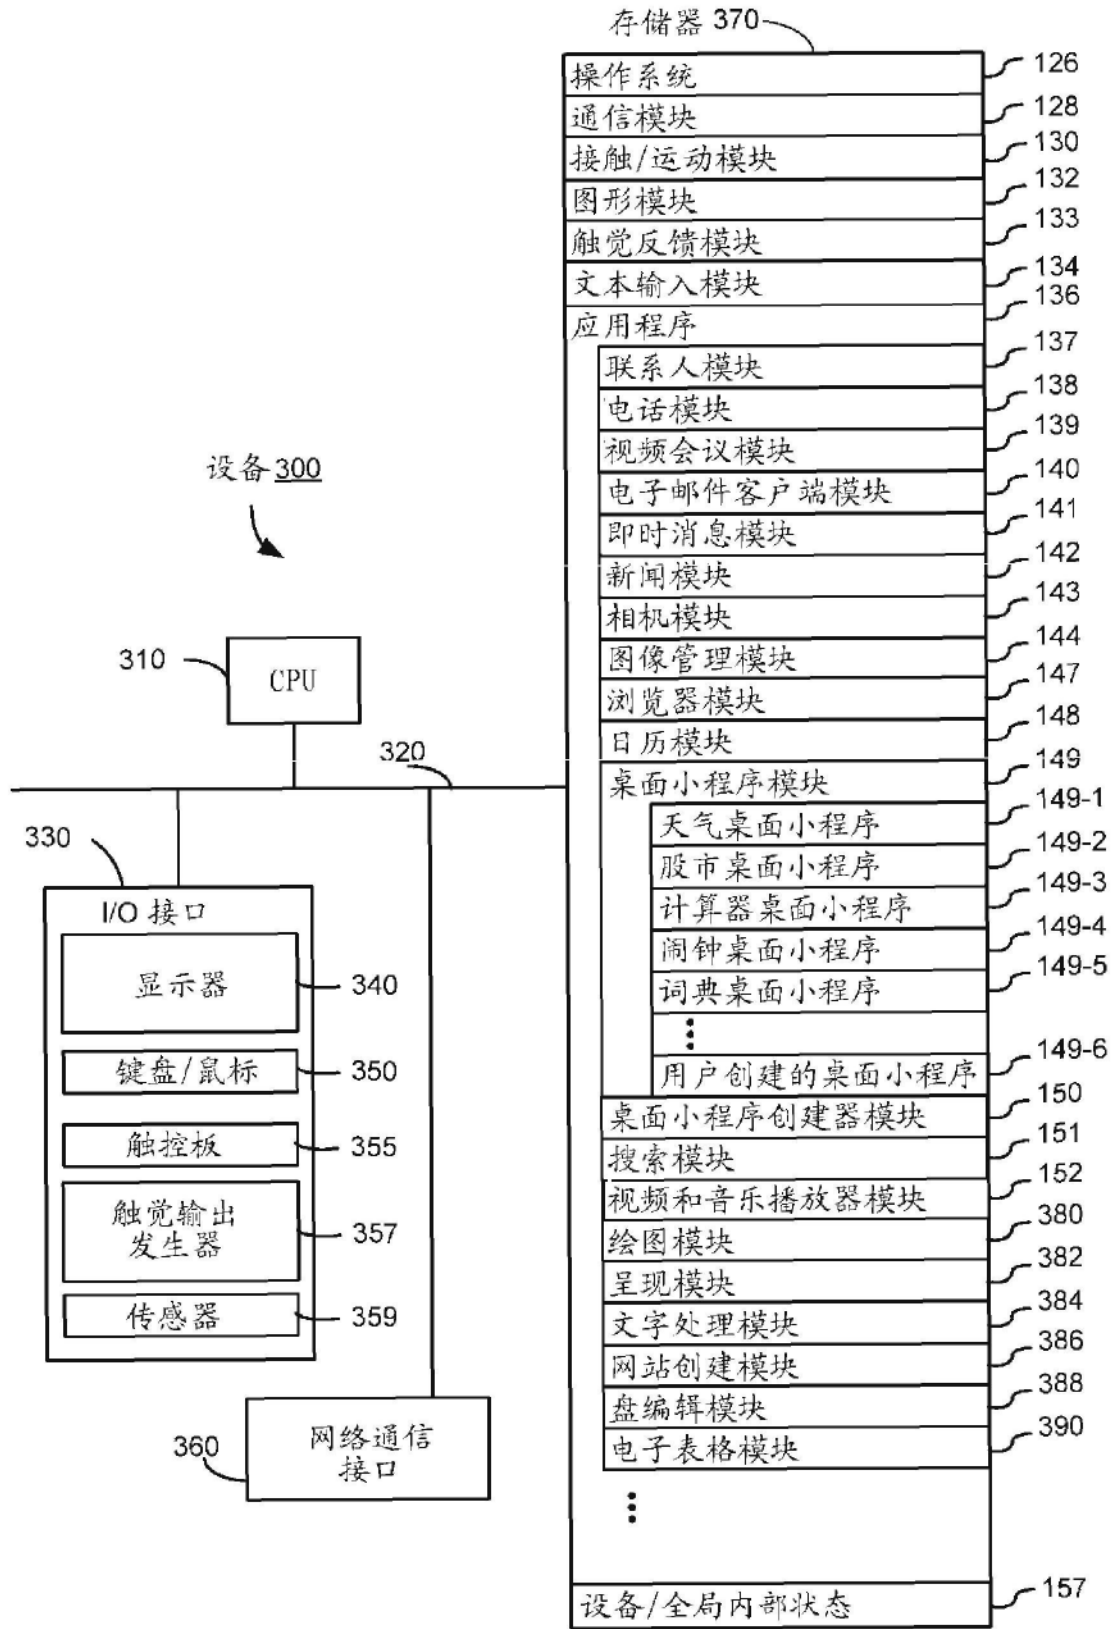 存储器 370
操作系统 126
通信模块 128
接触/运动模块 130
图形模块 132
触觉反馈模块 133
文本输入模块 134
应用程序 136
联系人模块 137
电话模块 138
视频会议模块 139
电子邮件客户端模块 140
即时消息模块 141
新闻模块 142
相机模块 143
图像管理模块 144
浏览器模块 147
日历模块 148
桌面小程序模块 149
天气桌面小程序 149-1
股市桌面小程序 149-2
计算器桌面小程序 149-3
闹钟桌面小程序 149-4
词典桌面小程序 149-5
用户创建的桌面小程序 149-6
桌面小程序创建器模块 150
搜索模块 151
视频和音乐播放器模块 152
绘图模块 380
呈现模块 382
文字处理模块 384
网站创建模块 386
盘编辑模块 388
电子表格模块 390
设备/全局内部状态 157
设备 300
310
CPU
320
330
I/O 接口
显示器 340
键盘/鼠标 350
触控板 355
触觉输出
发生器 357
传感器 359
360
网络通信
接口